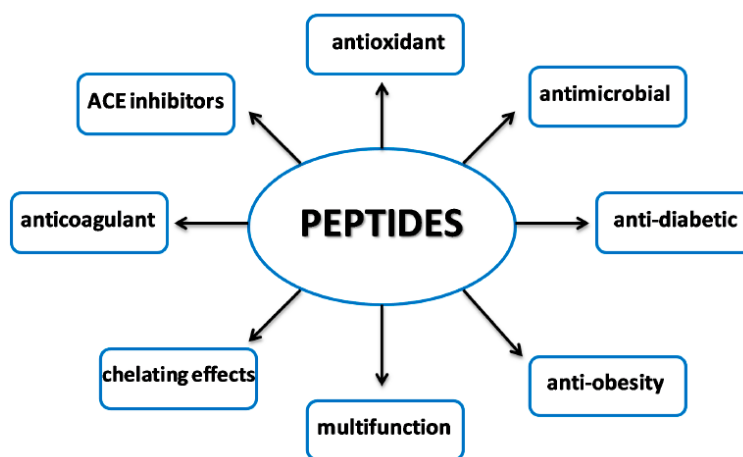 antioxidant
ACE inhibitors
antimicrobial
anticoagulant
PEPTIDES
anti-diabetic
chelating effects
anti-obesity
multifunction